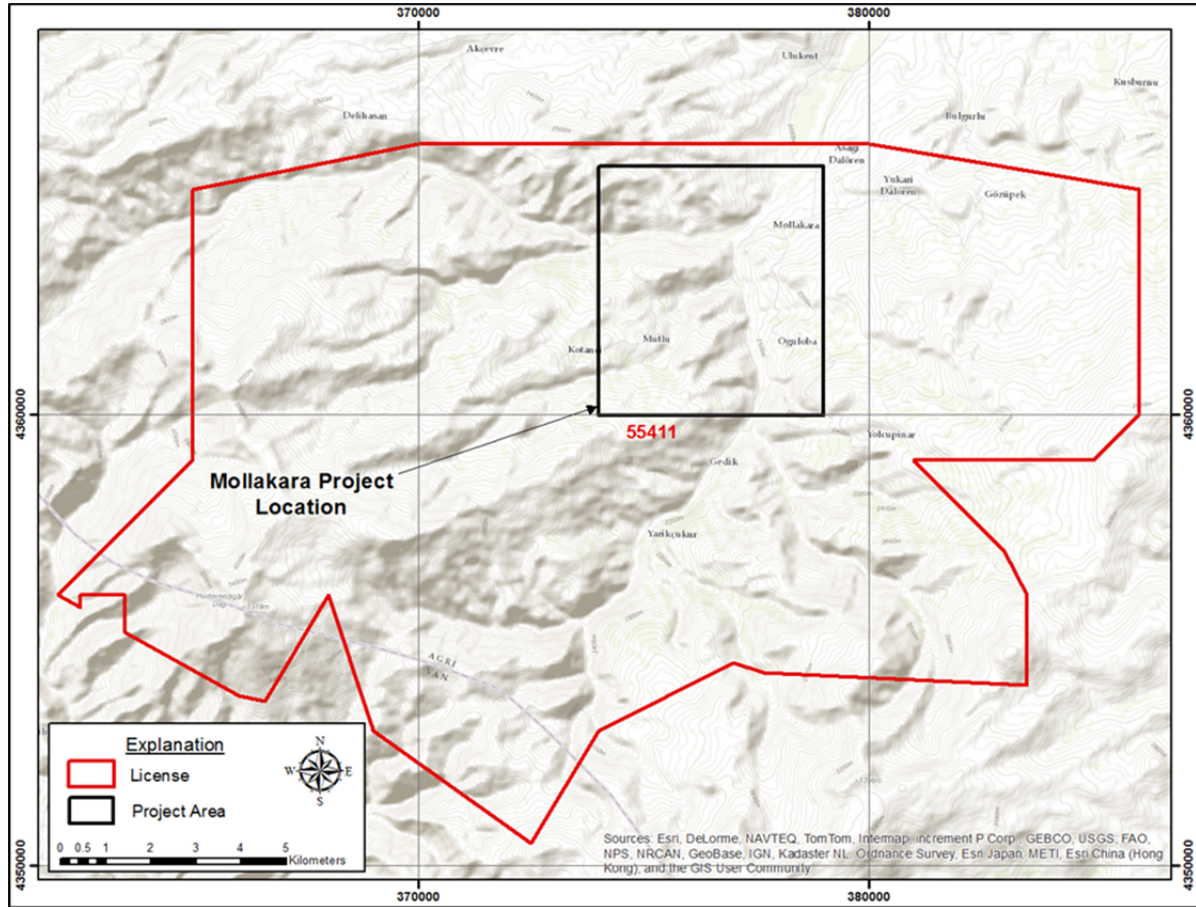 370000
380000
Akçevre
Ulukent
Kusburnu
Delihasan
Bulgurlu
Asagi
Dalören
Yukari
Dalören
Gözüpek
Mollakara
Kotan
Mutlu
Oguloba
4360000
4360000
55411
Yolcupinar
Gedik
Mollakara Project
Location
Yarikçukur
AGRI
VAN
Explanation
License
Project Area
N
W
E
S
0 0.5 1 2 3 4 5
Kilometers
Sources: Esri, DeLorme, NAVTEQ, TomTom, Intermap, increment P Corp., GEBCO, USGS, FAO,
NPS, NRCAN, GeoBase, IGN, Kadaster NL, Ordnance Survey, Esri Japan, METI, Esri China (Hong
Kong), and the GIS User Community
4350000
4350000
370000
380000